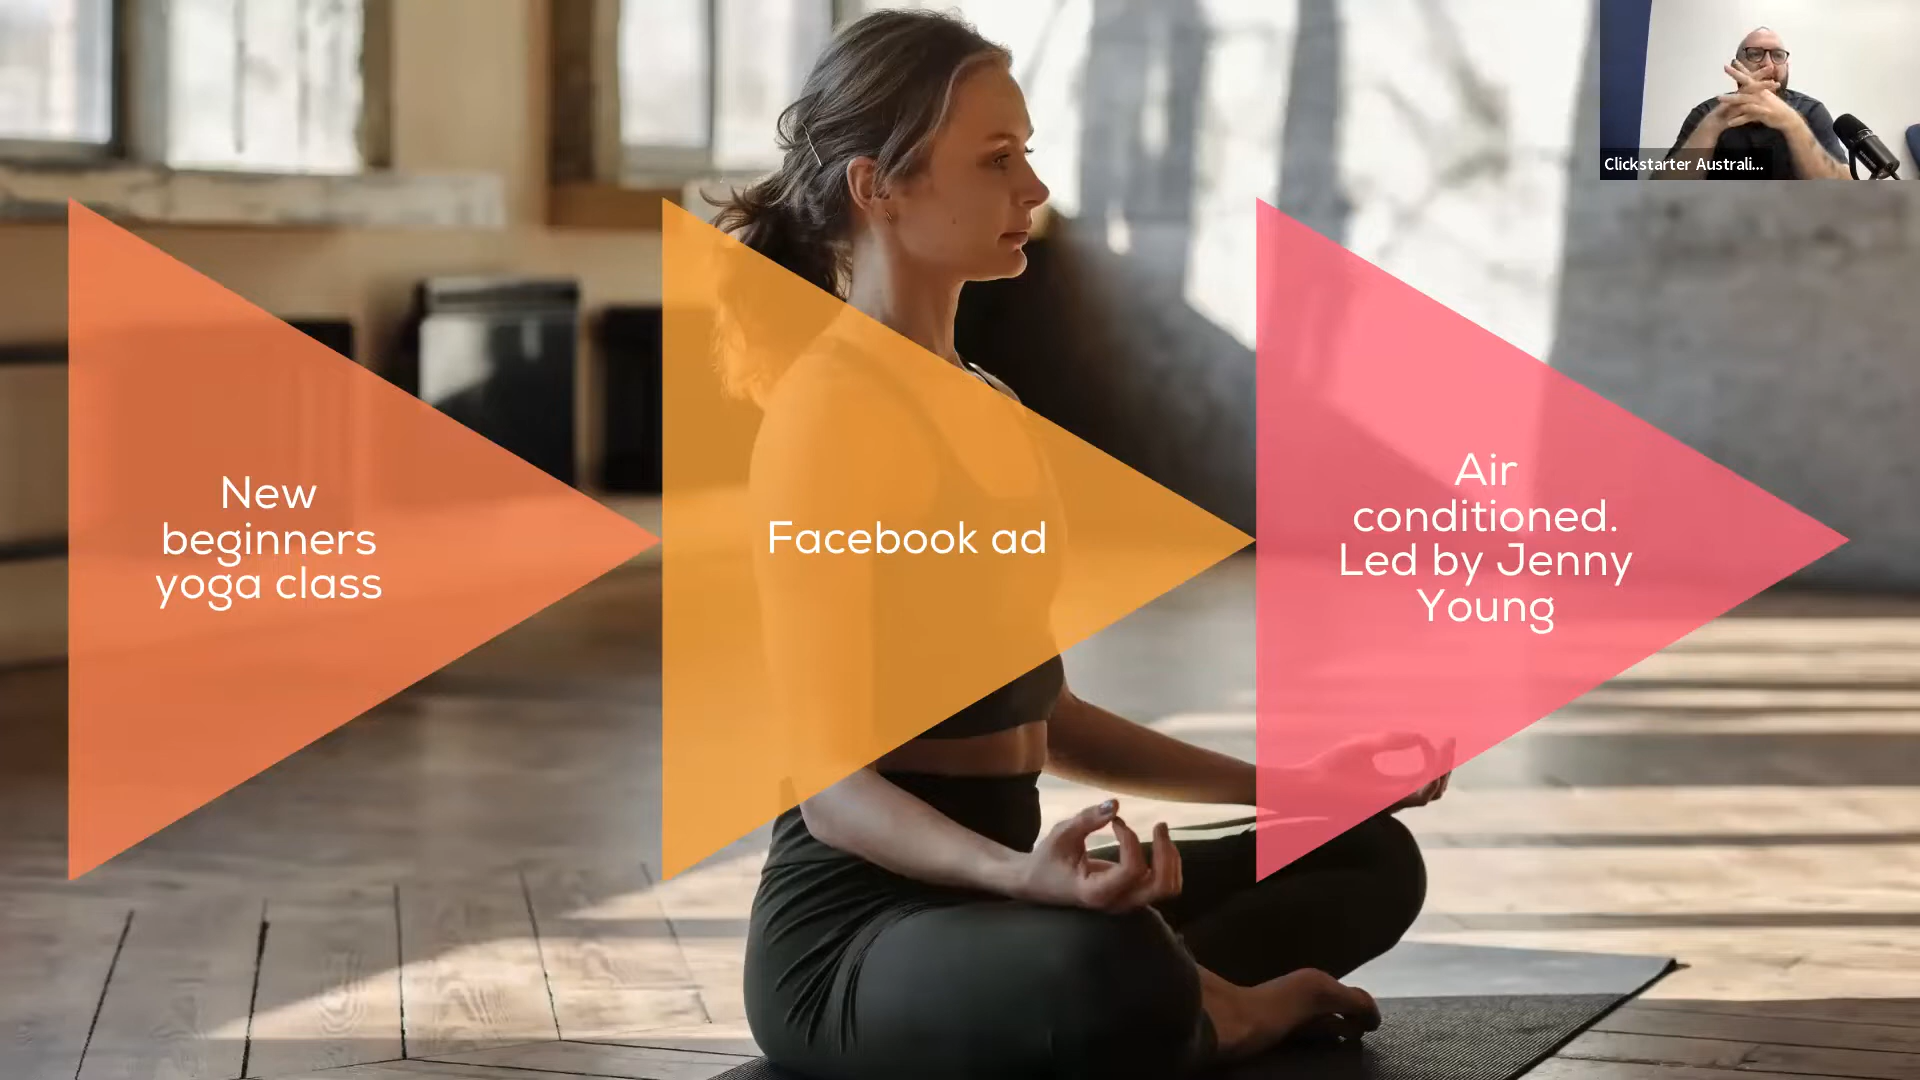 New
beginners
yoga class
Facebook ad
Air
conditioned.
Led by Jenny
Young
Clickstarter Australi...